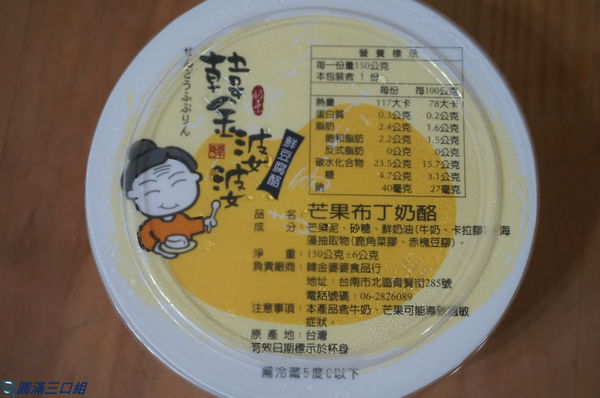 せんとうふぷりん
韓金婆婆
鮮豆腐酪
營養標示
每一份量150公克
本包裝含 1 份
每份 每100公克
熱量 117大卡 78大卡
蛋白質 0.3公克 0.2公克
脂肪 2.4公克 1.6公克
飽和脂肪 2.2公克 1.5公克
反式脂肪 0公克 0公克
碳水化合物 23.5公克 15.7公克
糖 4.7公克 3.1公克
鈉 40毫克 27毫克
品名：芒果布丁奶酪
成分：芒果泥、砂糖、鮮奶油(牛奶、卡拉膠)、海
藻抽取物(鹿角菜膠、赤槐豆膠)。
淨重：150公克±6公克
負責廠商：韓金婆婆食品行
地址：台南市北區育賢街285號
電話號碼：06-2826089
注意事項：本產品含牛奶、芒果可能導致過敏
症狀。
原產地：台灣
有效日期標示於杯身
需冷藏5度C以下
圓滿三口組